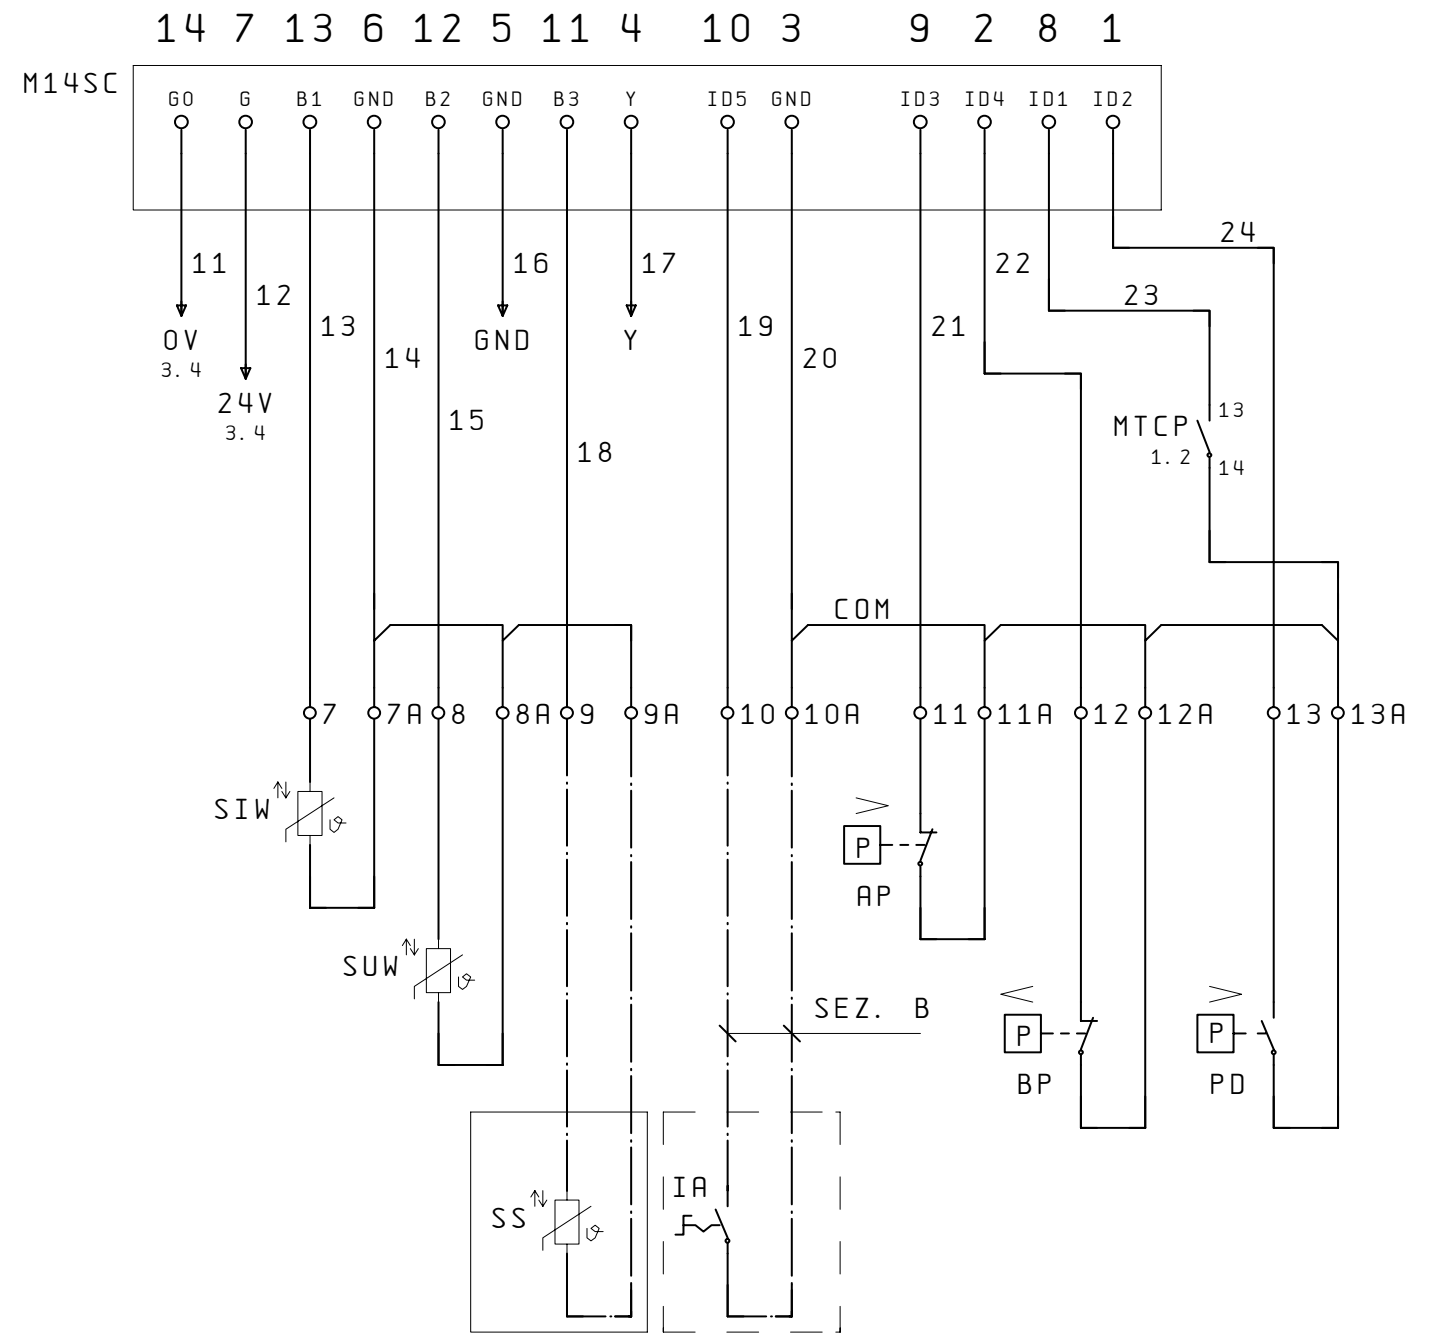 14 7 13 6 12 5 11 4 10 3 9 2 8 1
M14SC
G0 G B1 GND B2 GND B3 Y ID5 GND ID3 ID4 ID1 ID2
24
11 16 17 22
12 23
0V 13 GND Y 19 21
3.4 14 20
24V 13
3.4 15 MTCP
18 1.2 14
COM
7 7A 8 8A 9 9A 10 10A 11 11A 12 12A 13 13A
SIW ϑ >
P
AP
SUW ϑ < >
SEZ. B
P P
BP PD
IA
SS ϑ